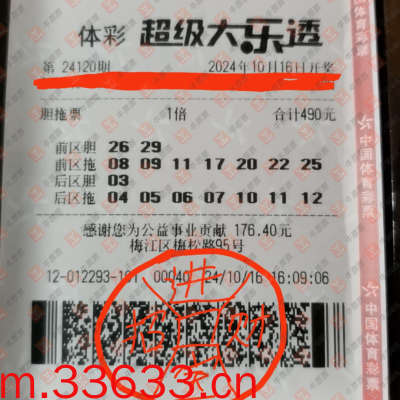 体彩 超级大乐透
第 24120期 2024年10月16日开奖
胆拖票 1倍 合计490元
前区胆 26 29
前区拖 08 09 11 17 20 22 25
后区胆 03
后区拖 04 05 06 07 10 11 12
感谢您为公益事业贡献 176.40元
梅江区梅松路95号
12-012293-101 00040 24/10/16 16:09:06
进
招 财
m.33633.cn
中国体育彩票
中国体育彩票